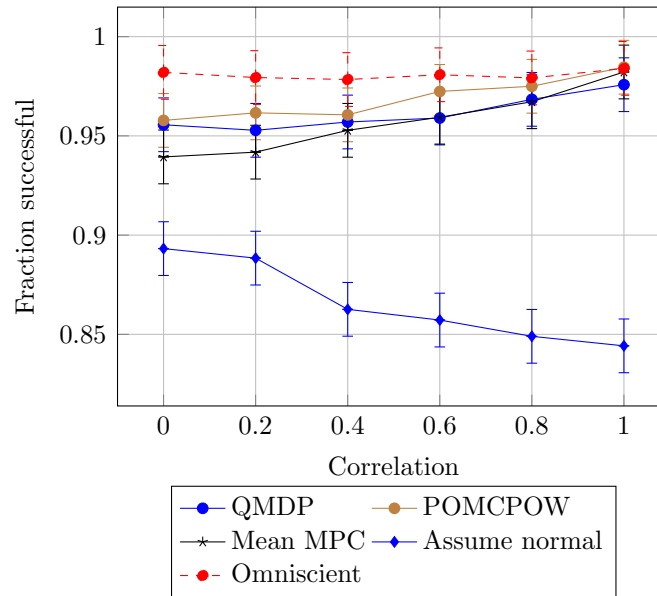 1
0.95
0.9
0.85
Fraction successful
0 0.2 0.4 0.6 0.8 1
Correlation
QMDP POMCPOW
Mean MPC Assume normal
Omniscient